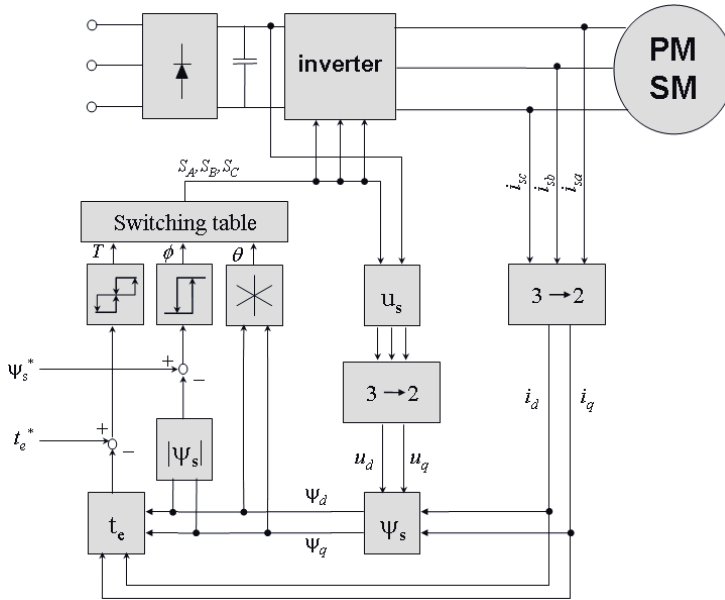 inverter
PM
SM
S_A, S_B, S_C
i_sc
i_sb
i_sa
Switching table
T
ϕ
θ
u_s
3 → 2
Ψ_s*
+
−
3 → 2
i_d
i_q
t_e*
+
−
|Ψ_s|
u_d
u_q
Ψ_d
t_e
Ψ_s
Ψ_q